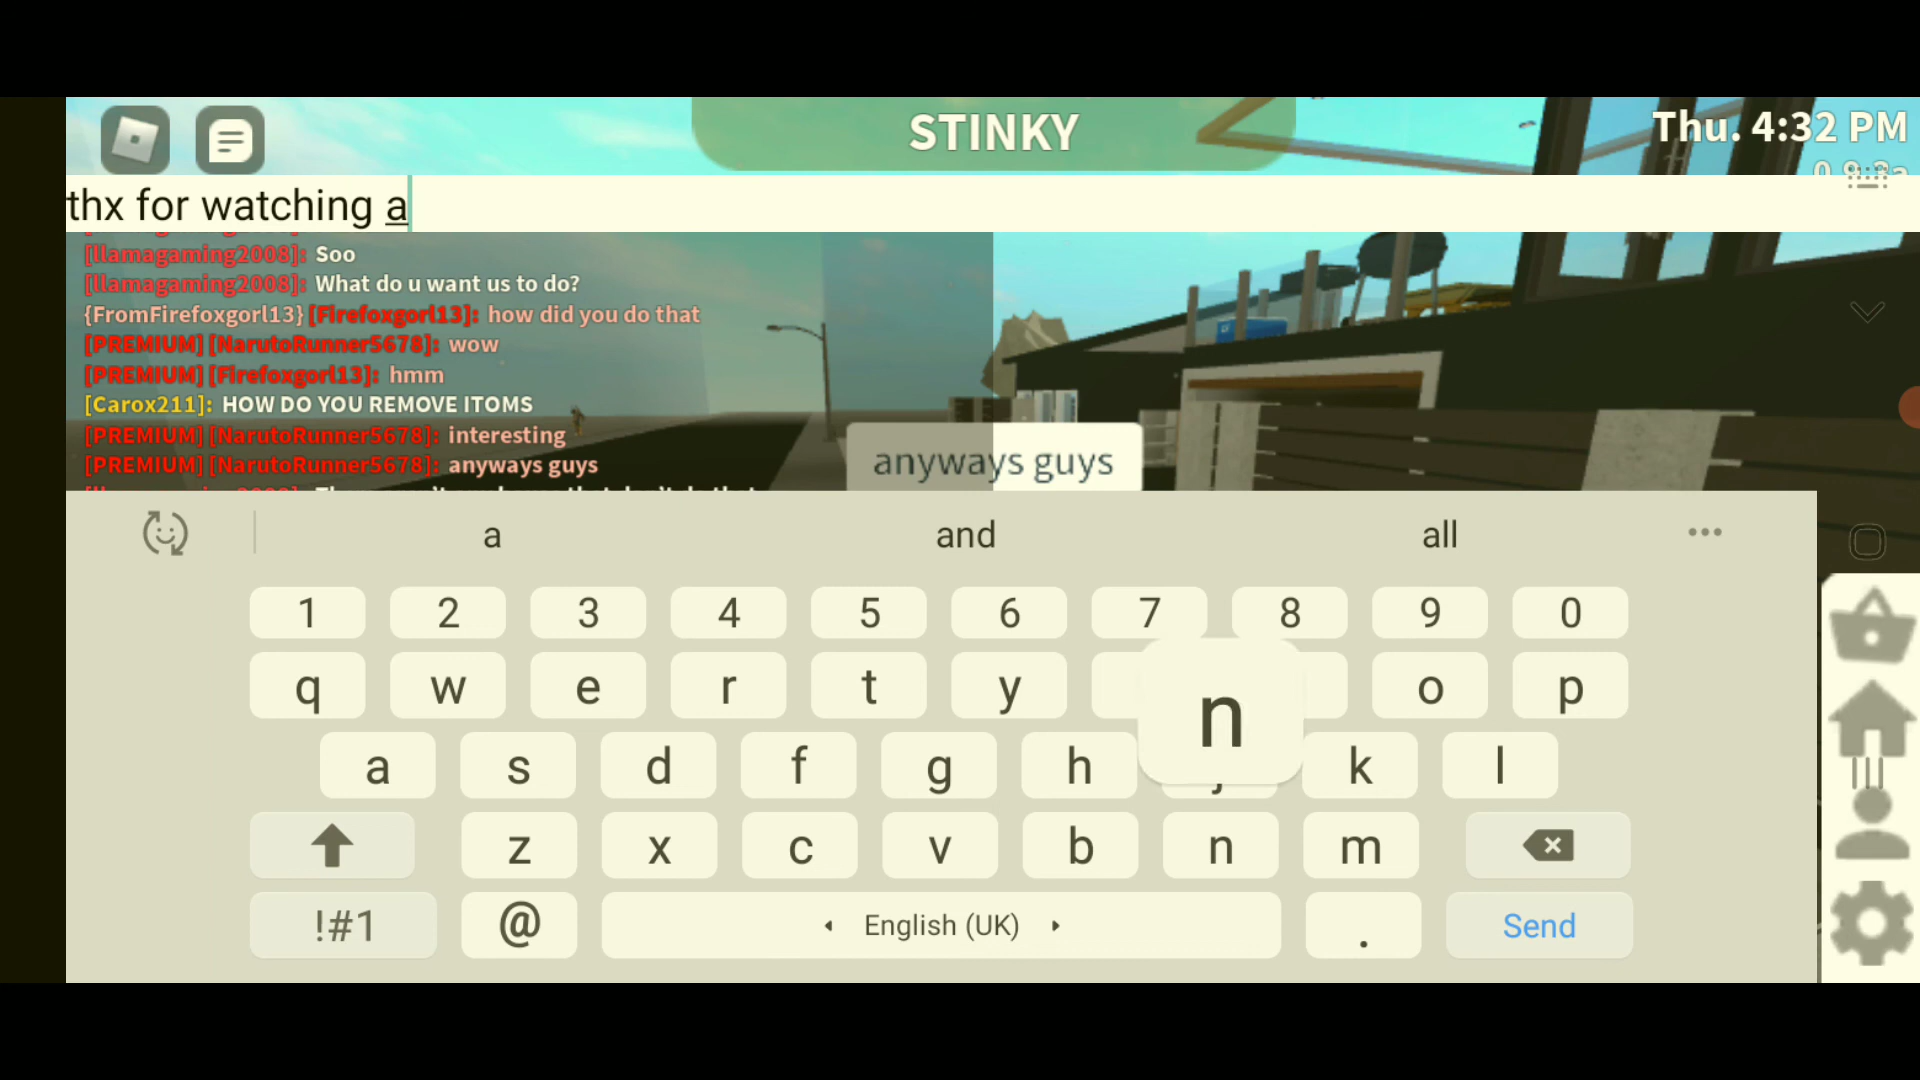 STINKY
Thu. 4:32 PM
thx for watching a
[llamagaming2008]: Soo
[llamagaming2008]: What do u want us to do?
{FromFirefoxgorl13} [Firefoxgorl13]: how did you do that
[PREMIUM] [NarutoRunner5678]: wow
[PREMIUM] [Firefoxgorl13]: hmm
[Carox211]: HOW DO YOU REMOVE ITOMS
[PREMIUM] [NarutoRunner5678]: interesting
[PREMIUM] [NarutoRunner5678]: anyways guys
anyways guys
a and all
1 2 3 4 5 6 7 8 9 0
q w e r t y o p
n
a s d f g h k l
z x c v b n m
!#1 @ English (UK) . Send